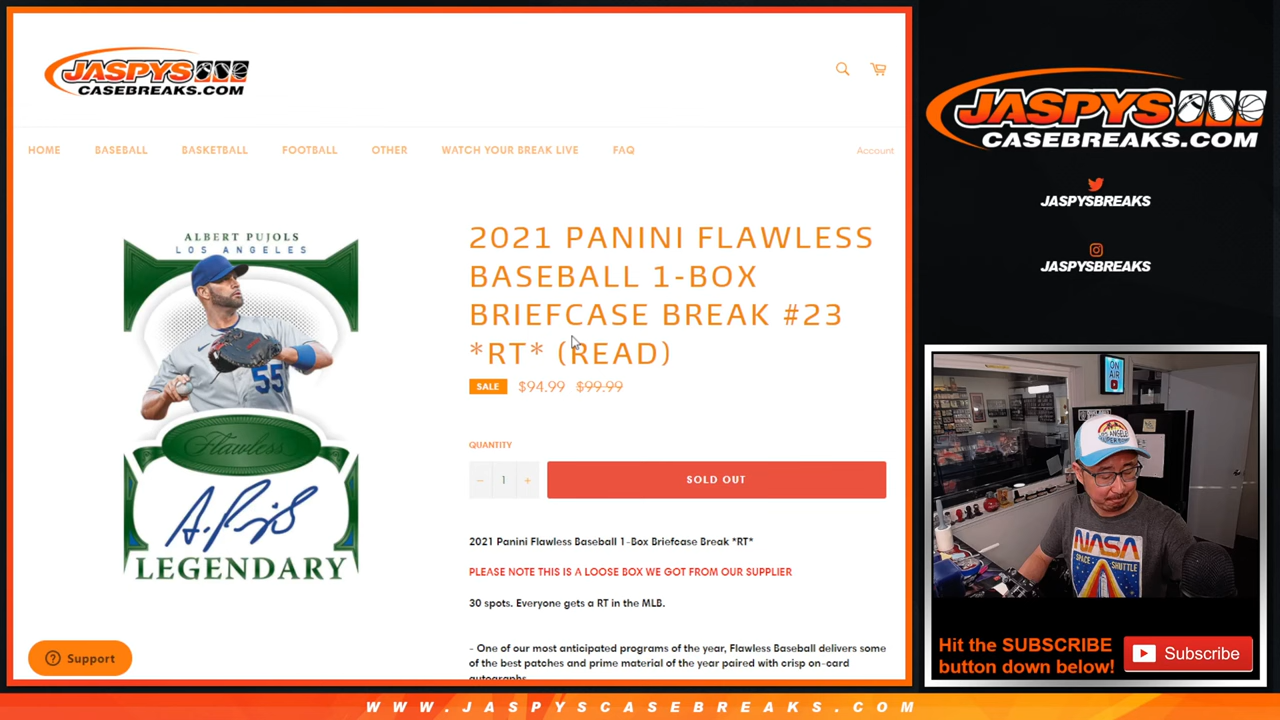 JASPYS
CASEBREAKS.COM
HOME BASEBALL BASKETBALL FOOTBALL OTHER WATCH YOUR BREAK LIVE FAQ Account
ALBERT PUJOLS
LOS ANGELES
55
Flawless
LEGENDARY
2021 PANINI FLAWLESS
BASEBALL 1-BOX
BRIEFCASE BREAK #23
*RT* (READ)
SALE $94.99 $99.99
QUANTITY
− 1 + SOLD OUT
2021 Panini Flawless Baseball 1-Box Briefcase Break *RT*
PLEASE NOTE THIS IS A LOOSE BOX WE GOT FROM OUR SUPPLIER
30 spots. Everyone gets a RT in the MLB.
- One of our most anticipated programs of the year, Flawless Baseball delivers some
of the best patches and prime material of the year paired with crisp on-card
autographs
Support
JASPYS
CASEBREAKS.COM
JASPYSBREAKS
JASPYSBREAKS
ON
AIR
LOS ANGELES
NASA
SPACE SHUTTLE
Hit the SUBSCRIBE
button down below!
Subscribe
WWW.JASPYSCASEBREAKS.COM